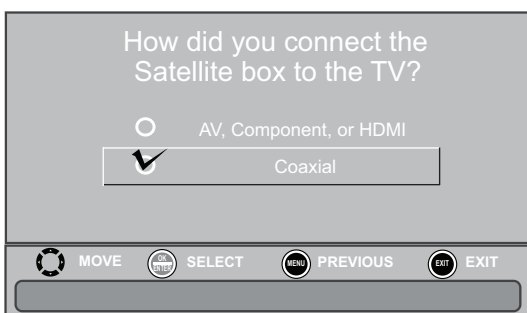 How did you connect the
Satellite box to the TV?
AV, Component, or HDMI
Coaxial
MOVE OK ENTER SELECT MENU PREVIOUS EXIT EXIT